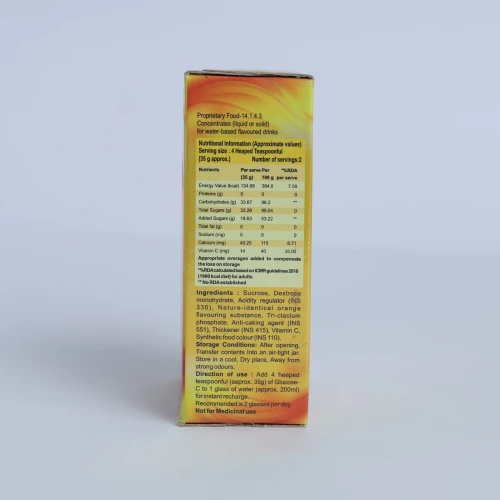 Proprietary Food-14.1.4.3
Concentrates (liquid or solid)
for water-based flavoured drinks
Nutritional Information (Approximate values)
Serving size : 4 Heaped Teaspoonful
(35 g approx.) Number of servings:2
Nutrients Per serve Per *%RDA
(35 g) 100 g per serve
Energy Value (kcal) 134.68 384.8 7.09
Proteins (g) 0 0 0
Carbohydrates (g) 33.67 96.2 **
Total Sugars (g) 33.26 95.04 0
Added Sugars (g) 18.63 53.22 **
Total fat (g) 0 0 0
Sodium (mg) 0 0 0
Calcium (mg) 40.25 115 6.71
Vitamin C (mg) 14 40 35.00
Appropriate overages added to compensate
the loss on storage
*%RDA calculated based on ICMR guidelines 2010
(1900 kcal diet) for adults
** No RDA established
Ingredients : Sucrose, Dextrose
monohydrate, Acidity regulator (INS
330), Nature-identical orange
flavouring substance, Tri-clacium
phosphate, Anti-caking agent (INS
551), Thickener (INS 415), Vitamin C,
Synthetic food colour (INS 110).
Storage Conditions: After opening,
Transfer contents Into an air-tight jar.
Store in a cool, Dry place, Away from
strong odours.
Direction of use : Add 4 heaped
teaspoonful (aaprox. 35g) of Glucose-
C to 1 glass of water (approx. 200ml)
for instant recharge.
Recommended is 2 glasses per day.
Not for Medicinal use